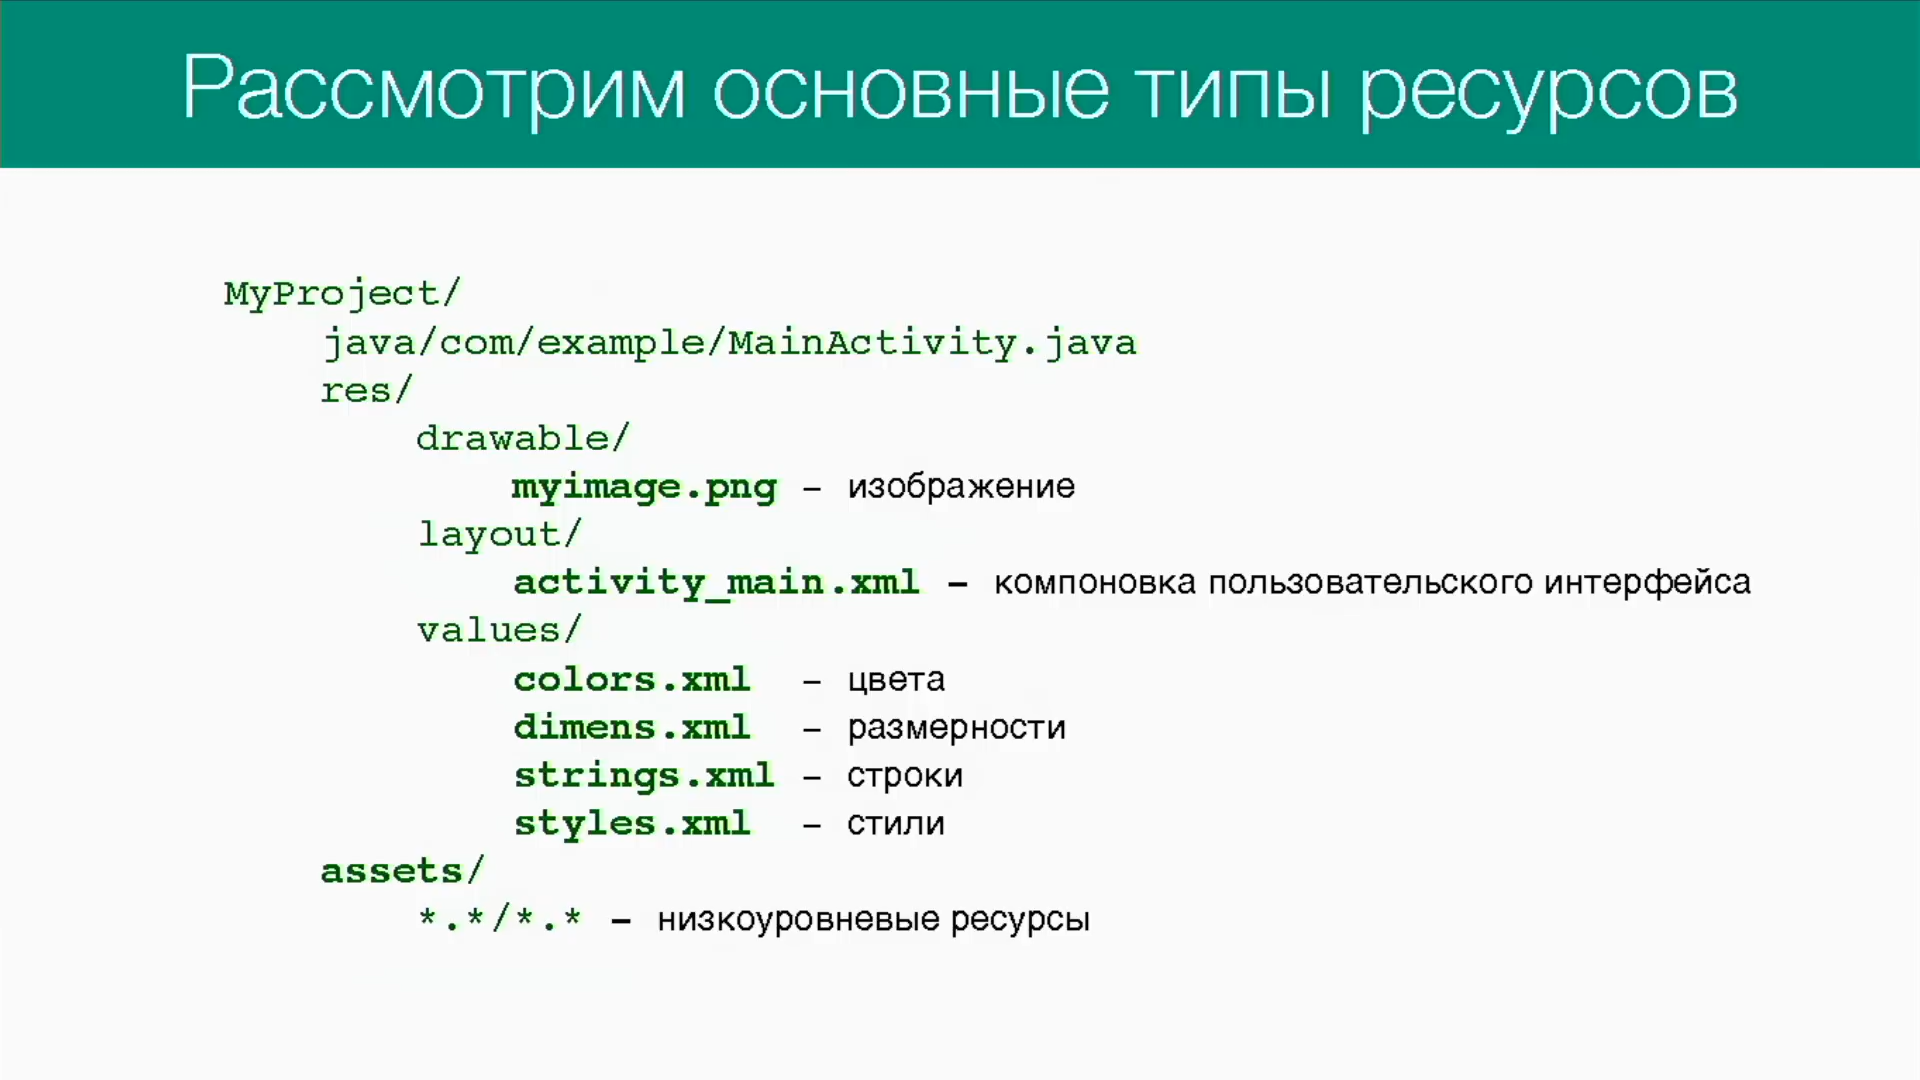 Рассмотрим основные типы ресурсов
MyProject/
java/com/example/MainActivity.java
res/
drawable/
myimage.png – изображение
layout/
activity_main.xml – компоновка пользовательского интерфейса
values/
colors.xml – цвета
dimens.xml – размерности
strings.xml – строки
styles.xml – стили
assets/
*.*/*.* – низкоуровневые ресурсы